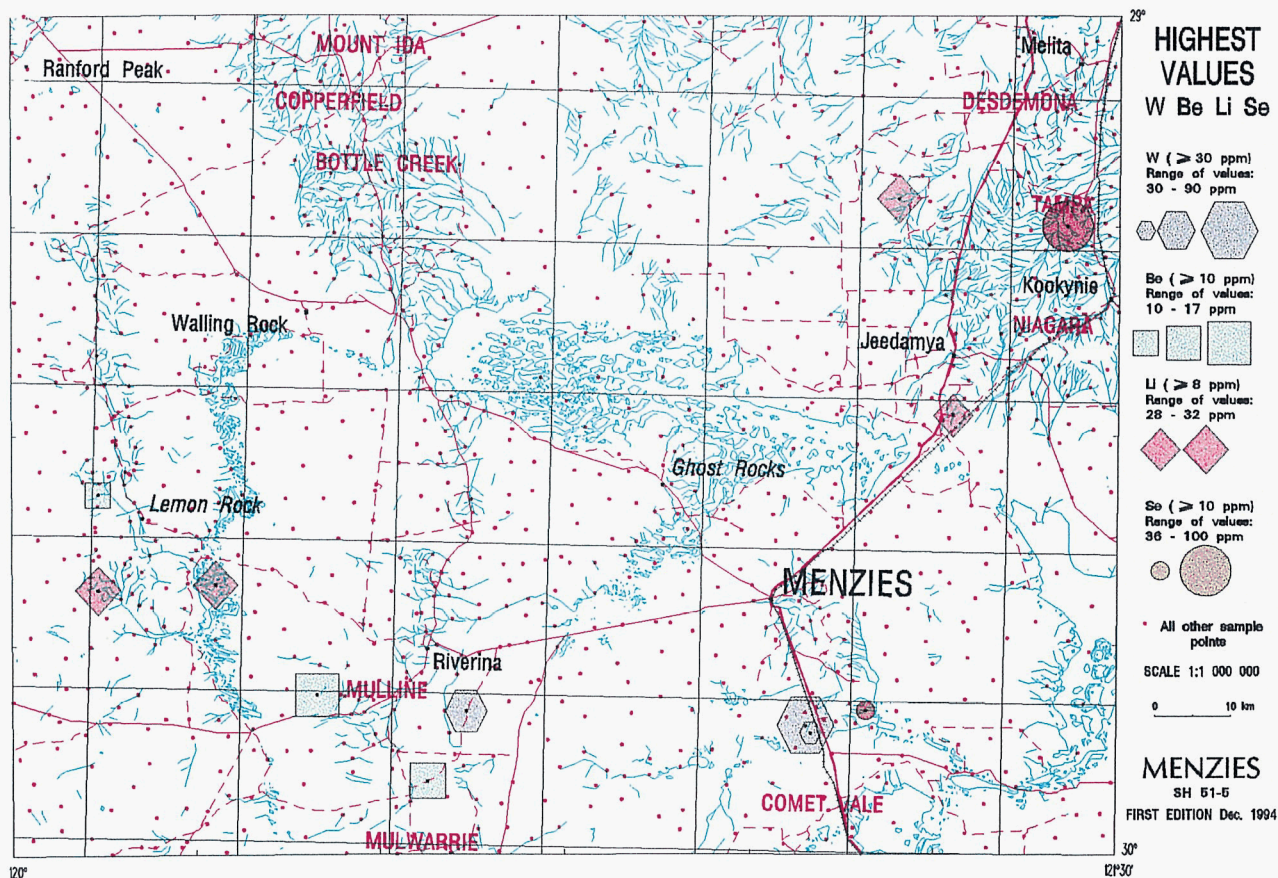 29°
MOUNT IDA
Melita
Ranford Peak
COPPERFIELD
DESDEMONA
BOTTLE CREEK
TAMPA
Kookynie
Walling Rock
NIAGARA
Jeedamya
Ghost Rocks
Lemon Rock
MENZIES
Riverina
MULLINE
COMET VALE
MULWARRIE
30°
120°
121°30'
HIGHEST
VALUES
W Be Li Se
W (⩾ 30 ppm)
Range of values:
30 - 90 ppm
Be (⩾ 10 ppm)
Range of values:
10 - 17 ppm
Li (⩾ 8 ppm)
Range of values:
28 - 32 ppm
Se (⩾ 10 ppm)
Range of values:
36 - 100 ppm
All other sample
points
SCALE 1:1 000 000
0 10 km
MENZIES
SH 51-5
FIRST EDITION Dec. 1994